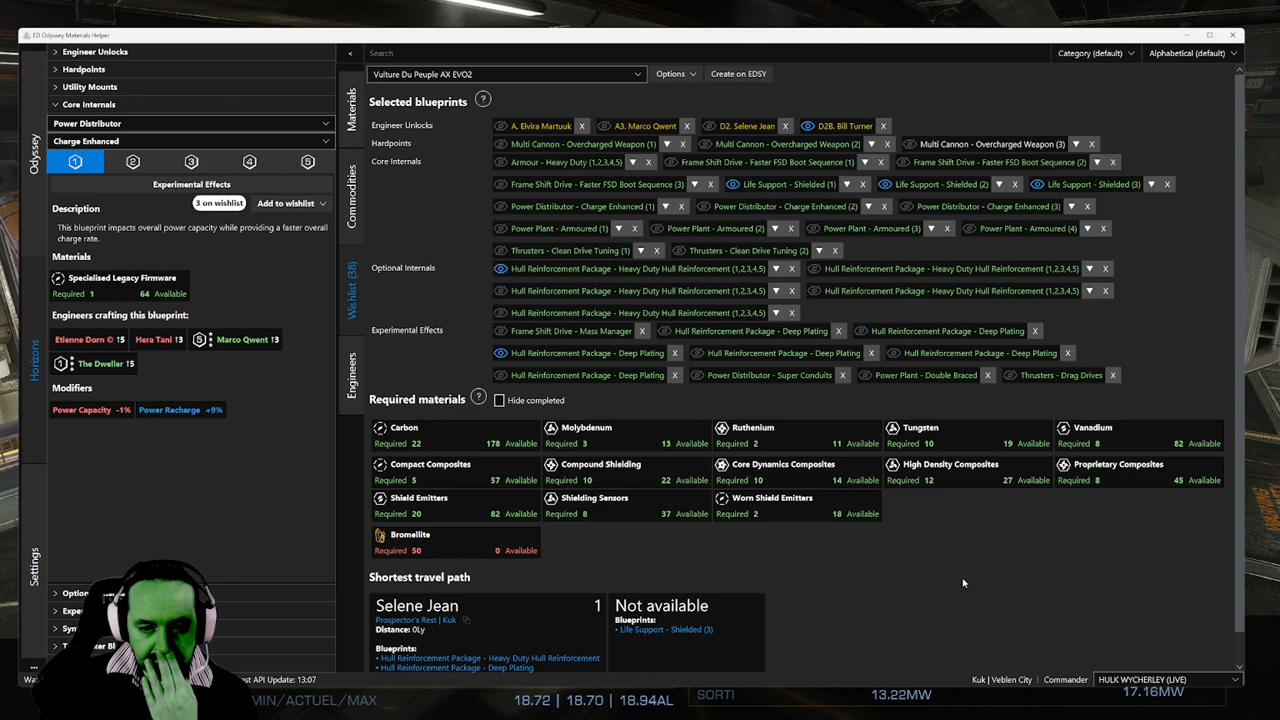 ED Odyssey Materials Helper
Engineer Unlocks
Hardpoints
Utility Mounts
Core Internals
Power Distributor
Charge Enhanced
1 2 3 4 5
Experimental Effects
3 on wishlist Add to wishlist
Description
This blueprint impacts overall power capacity while providing a faster overall
charge rate.
Materials
Specialised Legacy Firmware
Required 1 64 Available
Engineers crafting this blueprint:
Etienne Dorn © 15 Hera Tani 13 5 Marco Qwent 13
1 The Dweller 15
Modifiers
Power Capacity -1% Power Recharge +9%
Odyssey
Horizons
Settings
Materials
Commodities
Wishlist (38)
Engineers
< Search Category (default) Alphabetical (default)
Vulture Du Peuple AX EVO2 Options Create on EDSY
Selected blueprints ?
Engineer Unlocks A. Elvira Martuuk X A3. Marco Qwent X D2. Selene Jean X D2B. Bill Turner X
Hardpoints Multi Cannon - Overcharged Weapon (1) X Multi Cannon - Overcharged Weapon (2) X Multi Cannon - Overcharged Weapon (3) X
Core Internals Armour - Heavy Duty (1,2,3,4,5) X Frame Shift Drive - Faster FSD Boot Sequence (1) X Frame Shift Drive - Faster FSD Boot Sequence (2) X
Frame Shift Drive - Faster FSD Boot Sequence (3) X Life Support - Shielded (1) X Life Support - Shielded (2) X Life Support - Shielded (3) X
Power Distributor - Charge Enhanced (1) X Power Distributor - Charge Enhanced (2) X Power Distributor - Charge Enhanced (3) X
Power Plant - Armoured (1) X Power Plant - Armoured (2) X Power Plant - Armoured (3) X Power Plant - Armoured (4) X
Thrusters - Clean Drive Tuning (1) X Thrusters - Clean Drive Tuning (2) X
Optional Internals Hull Reinforcement Package - Heavy Duty Hull Reinforcement (1,2,3,4,5) X Hull Reinforcement Package - Heavy Duty Hull Reinforcement (1,2,3,4,5) X
Hull Reinforcement Package - Heavy Duty Hull Reinforcement (1,2,3,4,5) X Hull Reinforcement Package - Heavy Duty Hull Reinforcement (1,2,3,4,5) X
Hull Reinforcement Package - Heavy Duty Hull Reinforcement (1,2,3,4,5) X
Experimental Effects Frame Shift Drive - Mass Manager X Hull Reinforcement Package - Deep Plating X Hull Reinforcement Package - Deep Plating X
Hull Reinforcement Package - Deep Plating X Hull Reinforcement Package - Deep Plating X Hull Reinforcement Package - Deep Plating X
Hull Reinforcement Package - Deep Plating X Power Distributor - Super Conduits X Power Plant - Double Braced X Thrusters - Drag Drives X
Required materials ? Hide completed
Carbon Molybdenum Ruthenium Tungsten Vanadium
Required 22 178 Available Required 3 13 Available Required 2 11 Available Required 10 19 Available Required 8 82 Available
Compact Composites Compound Shielding Core Dynamics Composites High Density Composites Proprietary Composites
Required 5 57 Available Required 10 22 Available Required 10 14 Available Required 12 27 Available Required 8 45 Available
Shield Emitters Shielding Sensors Worn Shield Emitters
Required 20 82 Available Required 8 37 Available Required 2 18 Available
Bromellite
Required 50 0 Available
Shortest travel path
Selene Jean 1 Not available
Prospector's Rest | Kuk Blueprints:
Distance: 0Ly • Life Support - Shielded (3)
Blueprints:
• Hull Reinforcement Package - Heavy Duty Hull Reinforcement
• Hull Reinforcement Package - Deep Plating
API Update: 13:07 Kuk | Veblen City Commander HULK WYCHERLEY (LIVE)
MIN/ACTUEL/MAX 18.72 | 18.70 | 18.94AL SORTI 13.22MW 17.16MW